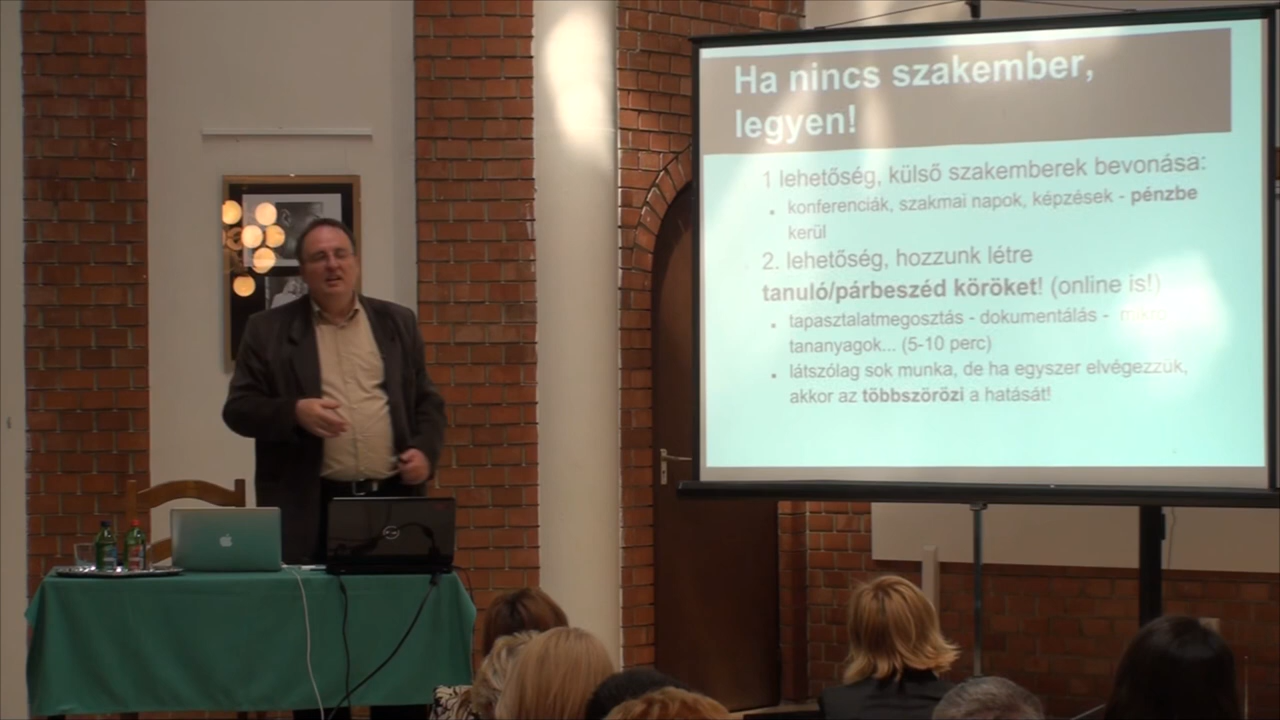 Ha nincs szakember,
legyen!
1 lehetőség, külső szakemberek bevonása:
konferenciák, szakmai napok, képzések - pénzbe
kerül
2. lehetőség, hozzunk létre
tanuló/párbeszéd köröket! (online is!)
tapasztalatmegosztás - dokumentálás - mikro
tananyagok... (5-10 perc)
látszólag sok munka, de ha egyszer elvégezzük,
akkor az többszörözi a hatását!